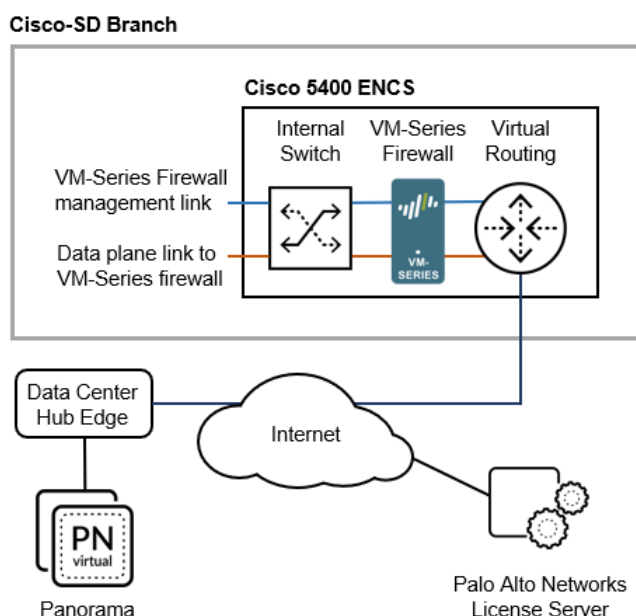 Cisco-SD Branch
Cisco 5400 ENCS
Internal
Switch
VM-Series
Firewall
Virtual
Routing
VM-Series Firewall
management link
Data plane link to
VM-Series firewall
VM-
SERIES
Data Center
Hub Edge
Internet
PN
virtual
Panorama
Palo Alto Networks
License Server